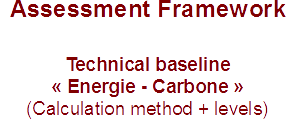 Assessment Framework
Technical baseline
« Energie - Carbone »
(Calculation method + levels)